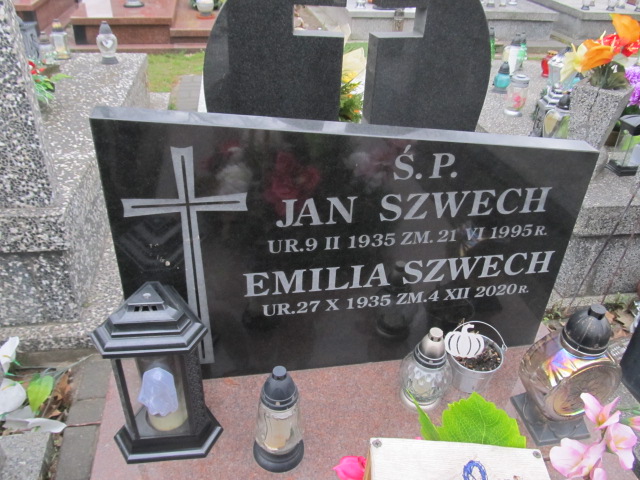 Ś.P.
JAN SZWECH
UR.9 II 1935 ZM. 21 VI 1995 R.
EMILIA SZWECH
UR.27 X 1935 ZM.4 XII 2020 R.